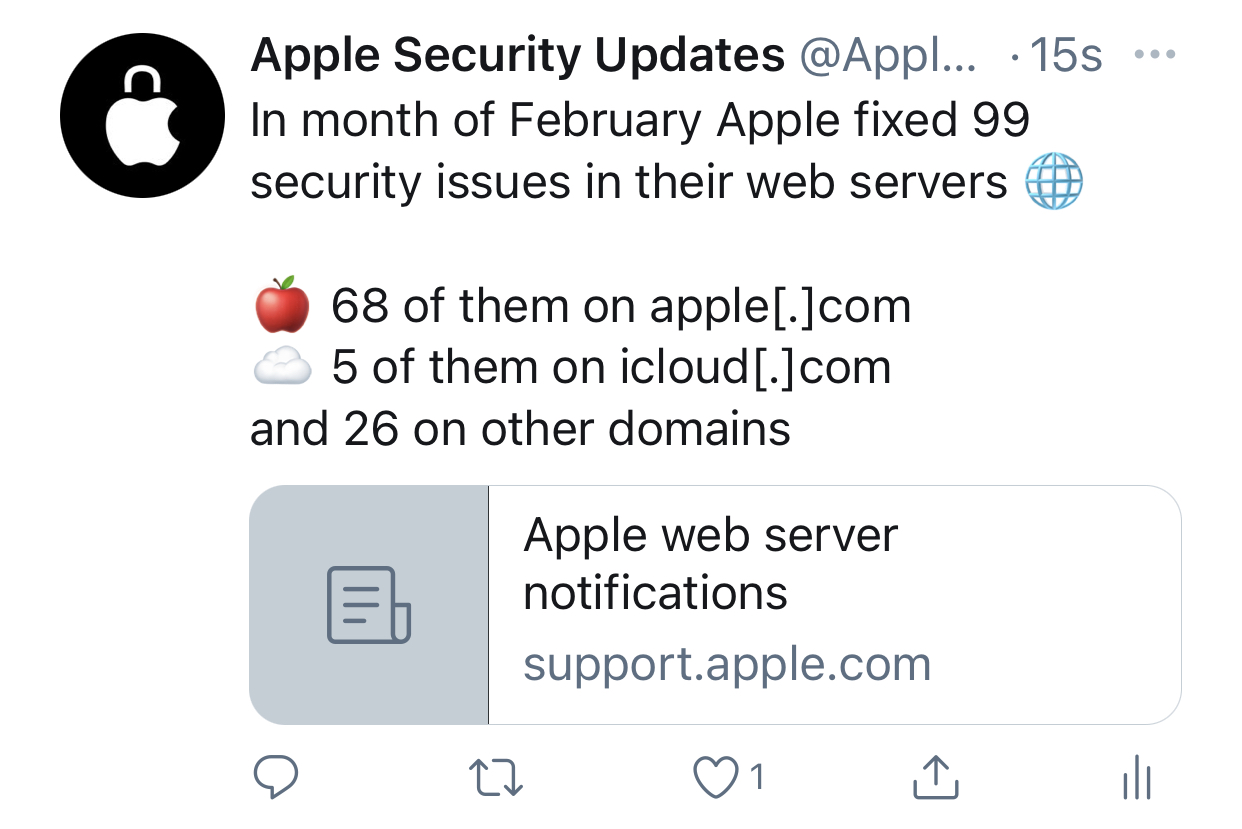 Apple Security Updates @Appl... · 15s
In month of February Apple fixed 99
security issues in their web servers 🌐
🍎 68 of them on apple[.]com
☁️ 5 of them on icloud[.]com
and 26 on other domains
Apple web server
notifications
support.apple.com
1